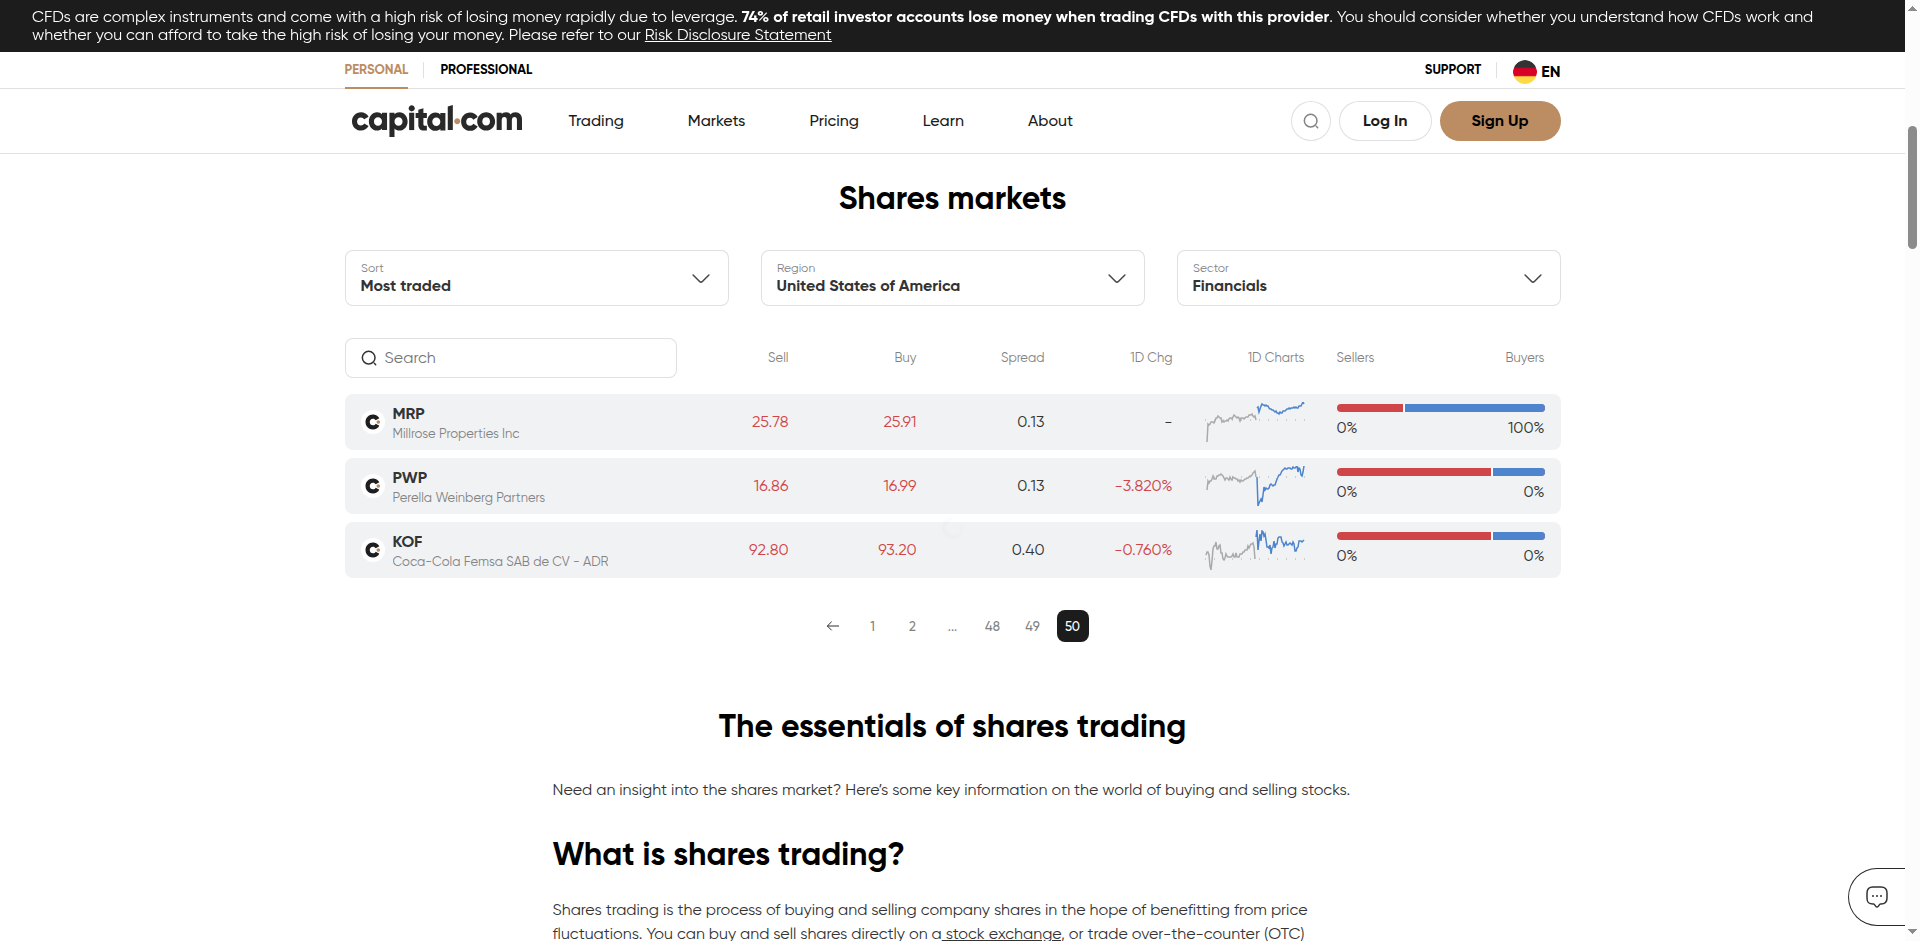 CFDs are complex instruments and come with a high risk of losing money rapidly due to leverage. 74% of retail investor accounts lose money when trading CFDs with this provider. You should consider whether you understand how CFDs work and
whether you can afford to take the high risk of losing your money. Please refer to our Risk Disclosure Statement
PERSONAL PROFESSIONAL SUPPORT EN
capital.com Trading Markets Pricing Learn About Log In Sign Up
Shares markets
Sort Region Sector
Most traded United States of America Financials
Search Sell Buy Spread 1D Chg 1D Charts Sellers Buyers
MRP
Millrose Properties Inc
25.78 25.91 0.13 - 0% 100%
PWP
Perella Weinberg Partners
16.86 16.99 0.13 -3.820% 0% 0%
KOF
Coca-Cola Femsa SAB de CV - ADR
92.80 93.20 0.40 -0.760% 0% 0%
1 2 ... 48 49 50
The essentials of shares trading
Need an insight into the shares market? Here’s some key information on the world of buying and selling stocks.
What is shares trading?
Shares trading is the process of buying and selling company shares in the hope of benefitting from price
fluctuations. You can buy and sell shares directly on a stock exchange, or trade over-the-counter (OTC)